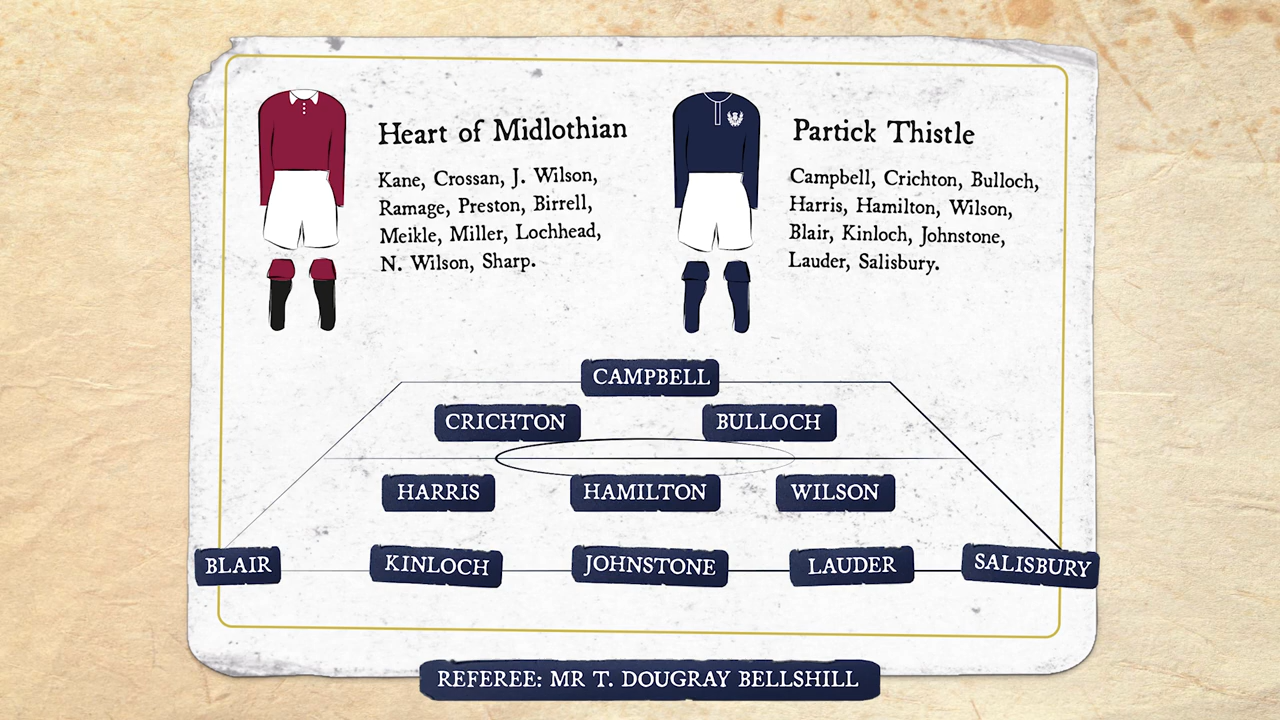 Heart of Midlothian
Kane, Crossan, J. Wilson,
Ramage, Preston, Birrell,
Meikle, Miller, Lochhead,
N. Wilson, Sharp.
Partick Thistle
Campbell, Crichton, Bulloch,
Harris, Hamilton, Wilson,
Blair, Kinloch, Johnstone,
Lauder, Salisbury.
CAMPBELL
CRICHTON BULLOCH
HARRIS HAMILTON WILSON
BLAIR KINLOCH JOHNSTONE LAUDER SALISBURY
REFEREE: MR T. DOUGRAY BELLSHILL